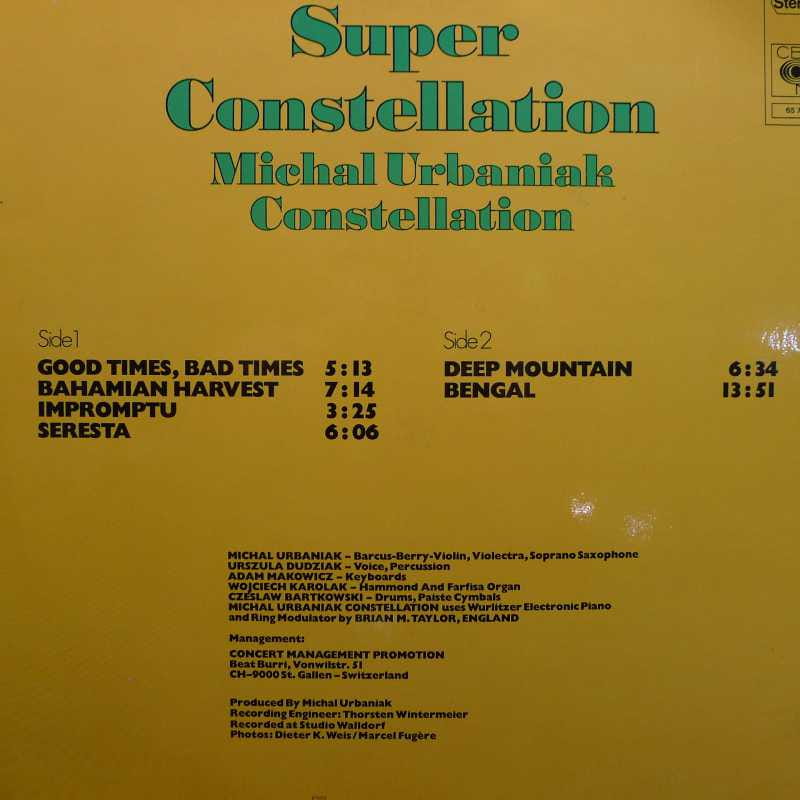 Super
Constellation
Michal Urbaniak
Constellation
Side 1
GOOD TIMES, BAD TIMES 5:13
BAHAMIAN HARVEST 7:14
IMPROMPTU 3:25
SERESTA 6:06
Side 2
DEEP MOUNTAIN 6:34
BENGAL 13:51
MICHAL URBANIAK – Barcus-Berry-Violin, Violectra, Soprano Saxophone
URSZULA DUDZIAK – Voice, Percussion
ADAM MAKOWICZ – Keyboards
WOJCIECH KAROLAK – Hammond And Farfisa Organ
CZESLAW BARTKOWSKI – Drums, Paiste Cymbals
MICHAL URBANIAK CONSTELLATION uses Wurlitzer Electronic Piano
and Ring Modulator by BRIAN M. TAYLOR, ENGLAND
Management:
CONCERT MANAGEMENT PROMOTION
Beat Burri, Vonwilstr. 51
CH–9000 St. Gallen – Switzerland
Produced By Michal Urbaniak
Recording Engineer: Thorsten Wintermeier
Recorded at Studio Walldorf
Photos: Dieter K. Weis/Marcel Fugère